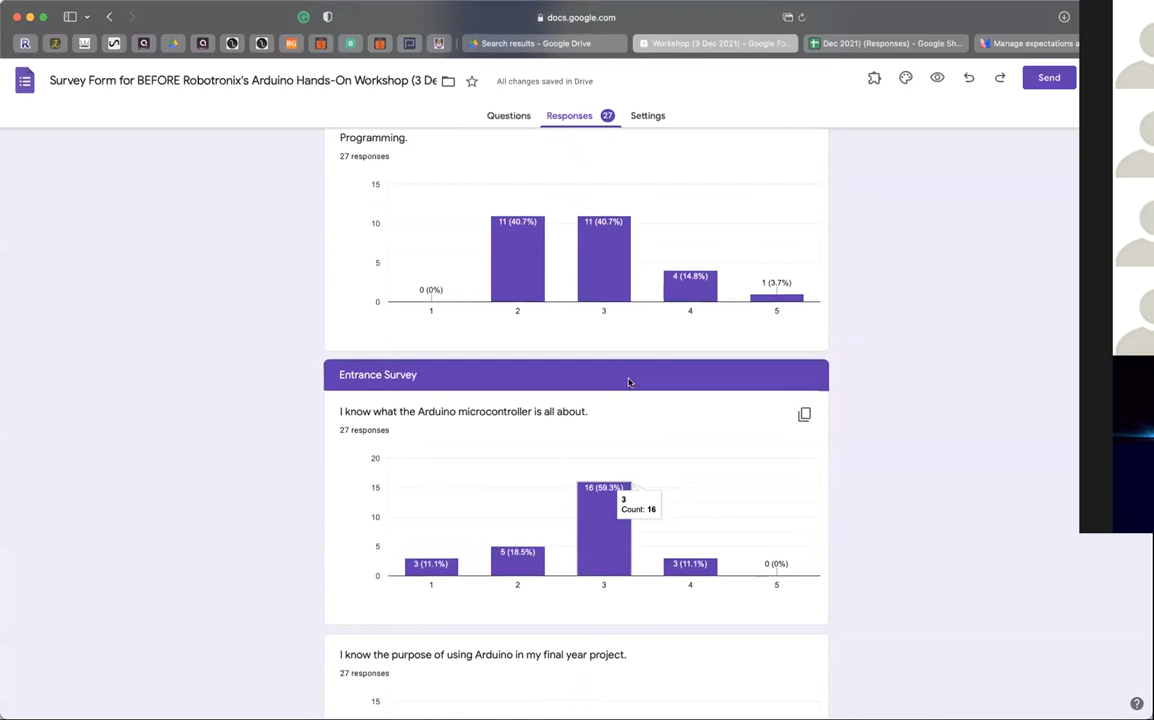 docs.google.com
Search results - Google Drive
Workshop (3 Dec 2021) - Google Fo...
Dec 2021) (Responses) - Google Sh...
Manage expectations a
Survey Form for BEFORE Robotronix's Arduino Hands-On Workshop (3 De
All changes saved in Drive
Send
Questions
Responses 27
Settings
Programming.
27 responses
15
10
5
0
0 (0%)
11 (40.7%)
11 (40.7%)
4 (14.8%)
1 (3.7%)
1 2 3 4 5
Entrance Survey
I know what the Arduino microcontroller is all about.
27 responses
20
15
10
5
0
3 (11.1%)
5 (18.5%)
16 (59.3%)
3 (11.1%)
0 (0%)
3
Count: 16
1 2 3 4 5
I know the purpose of using Arduino in my final year project.
27 responses
15